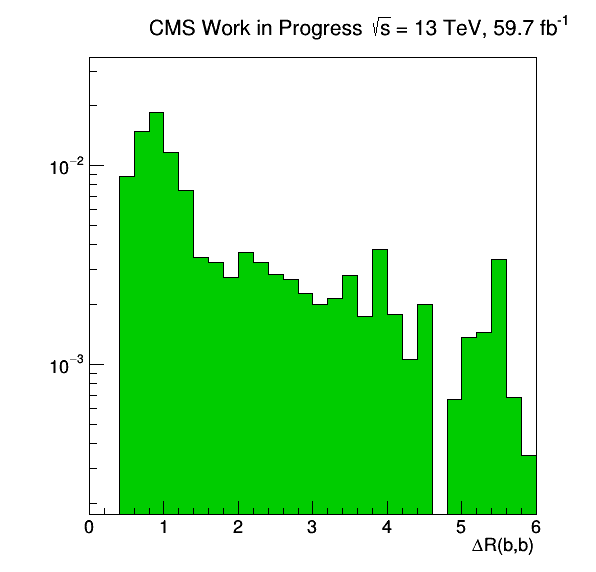 CMS Work in Progress √s = 13 TeV, 59.7 fb⁻¹
10⁻²
10⁻³
0 1 2 3 4 5 6
ΔR(b,b)